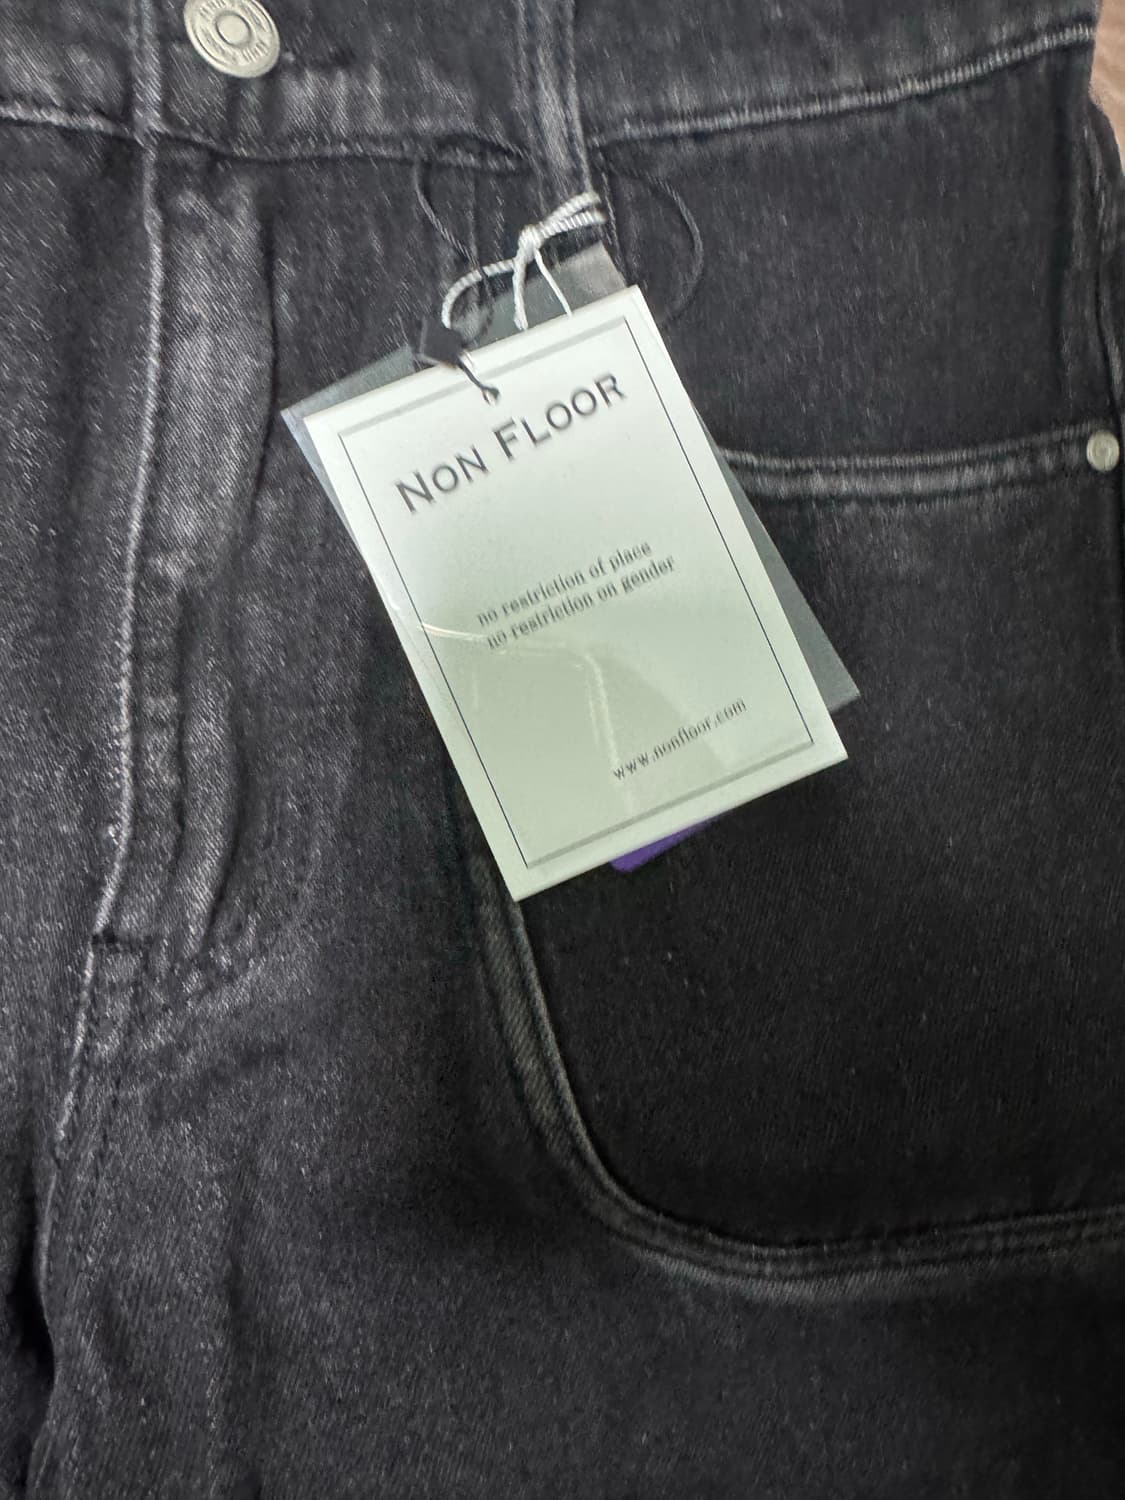 NON FLOOR
no restriction of place
no restriction on gender
www.nonfloor.com